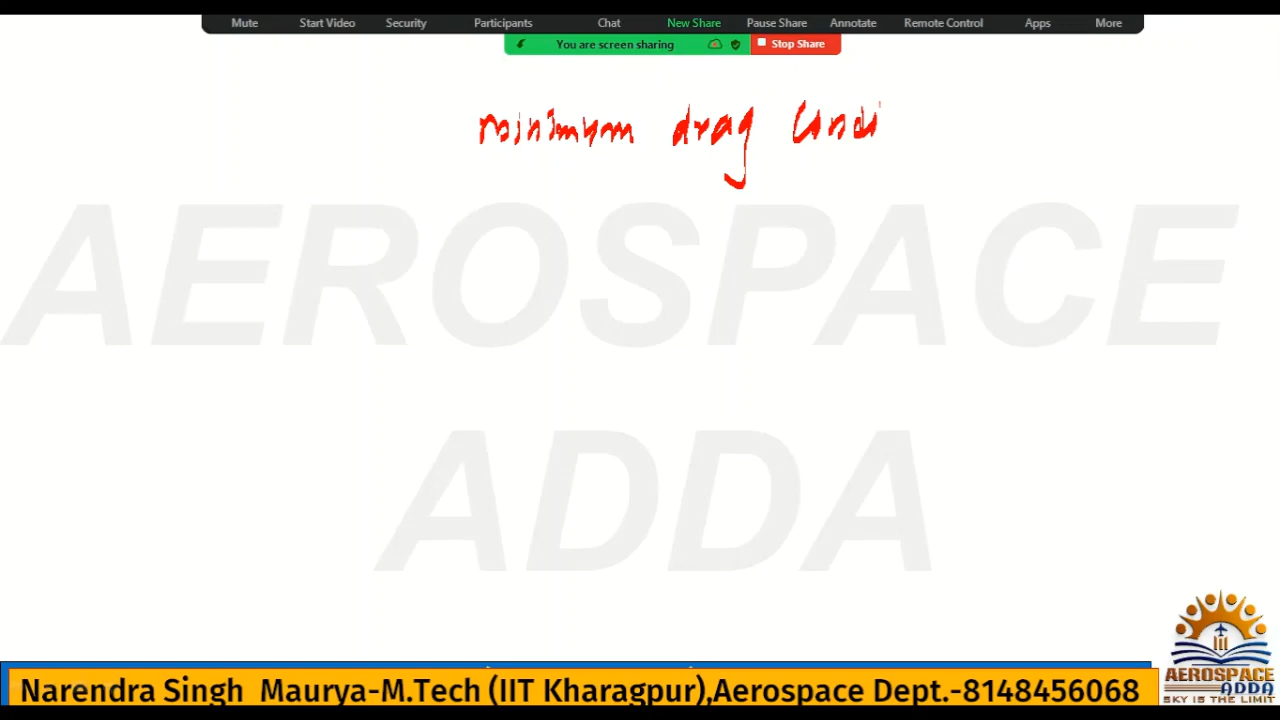 Mute Start Video Security Participants Chat New Share Pause Share Annotate Remote Control Apps More
You are screen sharing Stop Share
minimum drag condi
AEROSPACE
ADDA
AEROSPACE
ADDA
SKY IS THE LIMIT
Narendra Singh Maurya-M.Tech (IIT Kharagpur),Aerospace Dept.-8148456068